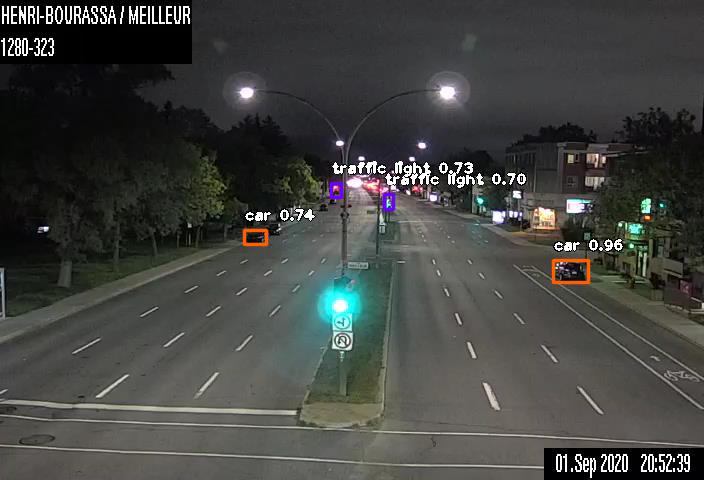 HENRI-BOURASSA / MEILLEUR
1280-323
traffic light 0.73
traffic light 0.70
car 0.74
car 0.96
01.Sep 2020 20:52:39